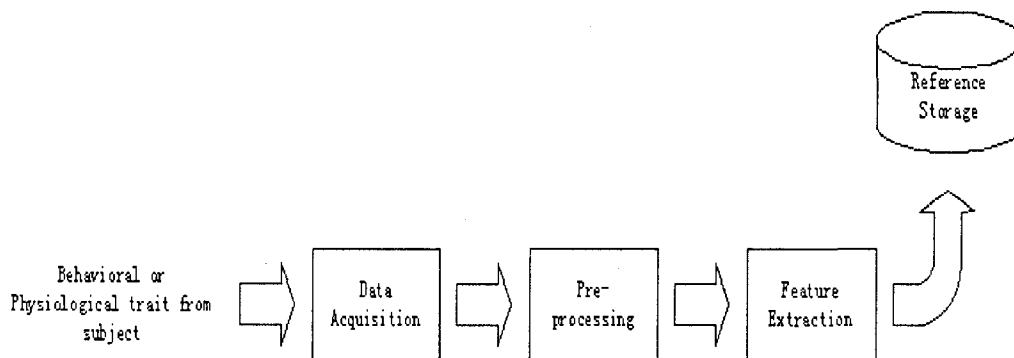 Reference
Storage
Behavioral or
Physiological trait from
subject
Data
Acquisition
Pre-
processing
Feature
Extraction